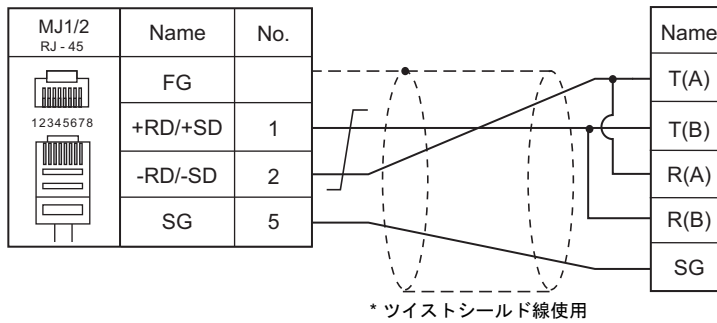 MJ1/2
RJ - 45
Name
No.
Name
FG
T(A)
12345678
+RD/+SD
1
T(B)
-RD/-SD
2
R(A)
SG
5
R(B)
SG
* ツイストシールド線使用